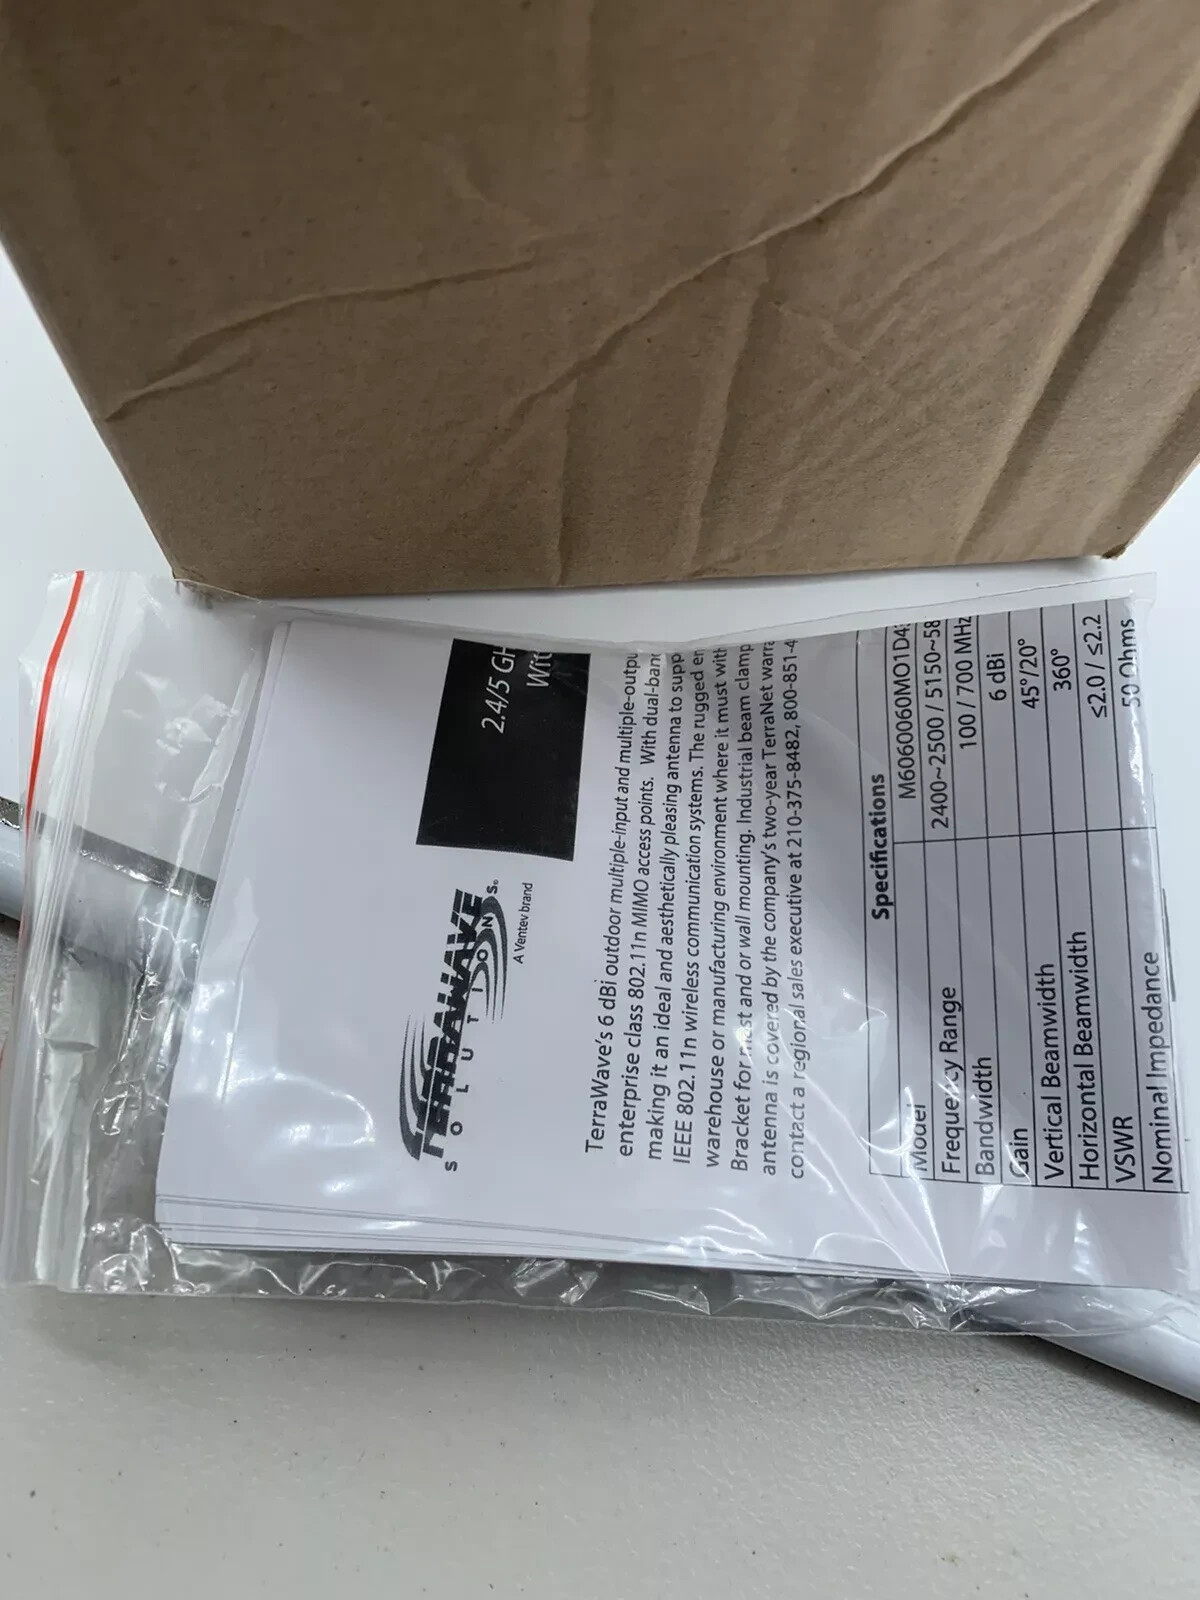 TERRAWAVE
SOLUTIONS®
A Ventev brand
2.4/5 GH
Wit
TerraWave's 6 dBi outdoor multiple-input and multiple-outpu
enterprise class 802.11n MIMO access points. With dual-band
making it an ideal and aesthetically pleasing antenna to supp
IEEE 802.11n wireless communication systems. The rugged en
warehouse or manufacturing environment where it must with
Bracket for mast and or wall mounting. Industrial beam clamp
antenna is covered by the company's two-year TerraNet warra
contact a regional sales executive at 210-375-8482, 800-851-4
Specifications
Model M6060060MO1D43
Frequency Range 2400~2500 / 5150~58
Bandwidth 100 / 700 MHz
Gain 6 dBi
Vertical Beamwidth 45°/20°
Horizontal Beamwidth 360°
VSWR ≤2.0 / ≤2.2
Nominal Impedance 50 Ohms